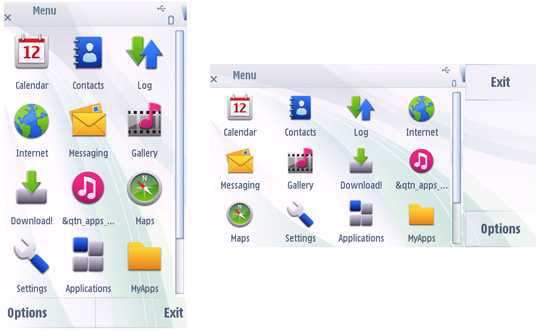 Menu
12
Calendar Contacts Log
Internet Messaging Gallery
Download! &qtn_apps_... Maps
Settings Applications MyApps
Options Exit
Menu
Exit
12
Calendar Contacts Log Internet
Messaging Gallery Download! &qtn_apps_...
Maps Settings Applications MyApps
Options